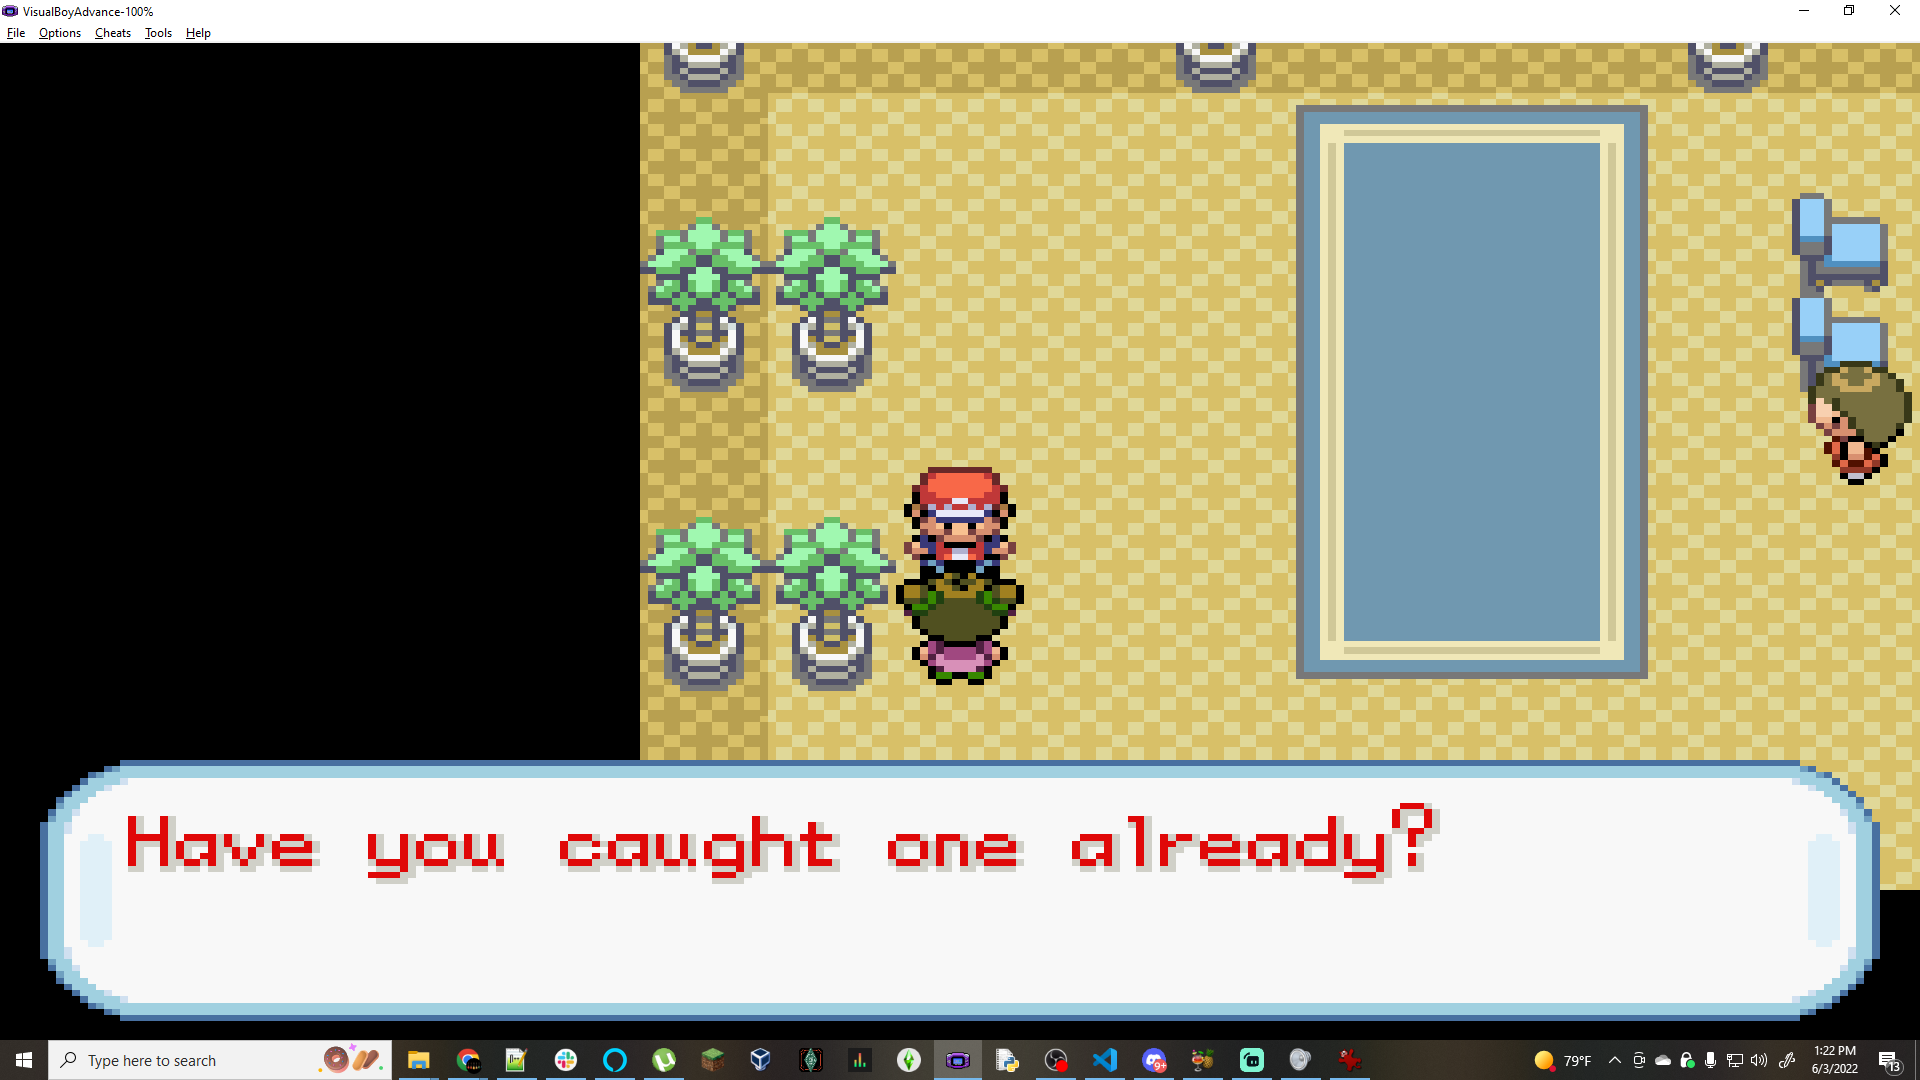 VisualBoyAdvance-100%
File Options Cheats Tools Help
Have you caught one already?
Type here to search
9+
79°F
1:22 PM
6/3/2022
13